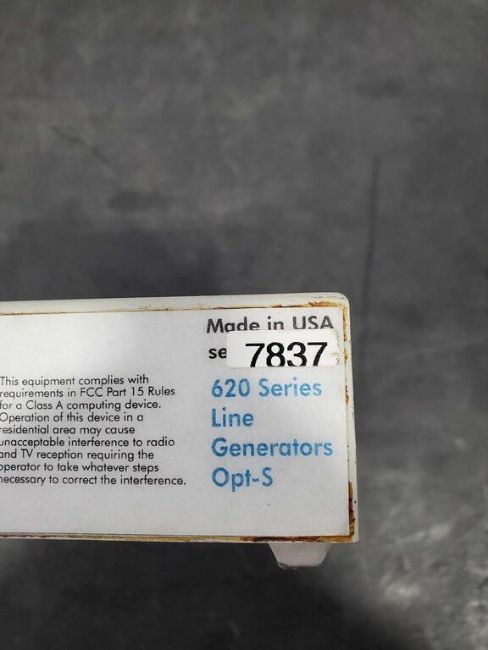 Made in USA
se 7837
This equipment complies with
requirements in FCC Part 15 Rules
for a Class A computing device.
Operation of this device in a
residential area may cause
unacceptable interference to radio
and TV reception requiring the
operator to take whatever steps
necessary to correct the interference.
620 Series
Line
Generators
Opt-S